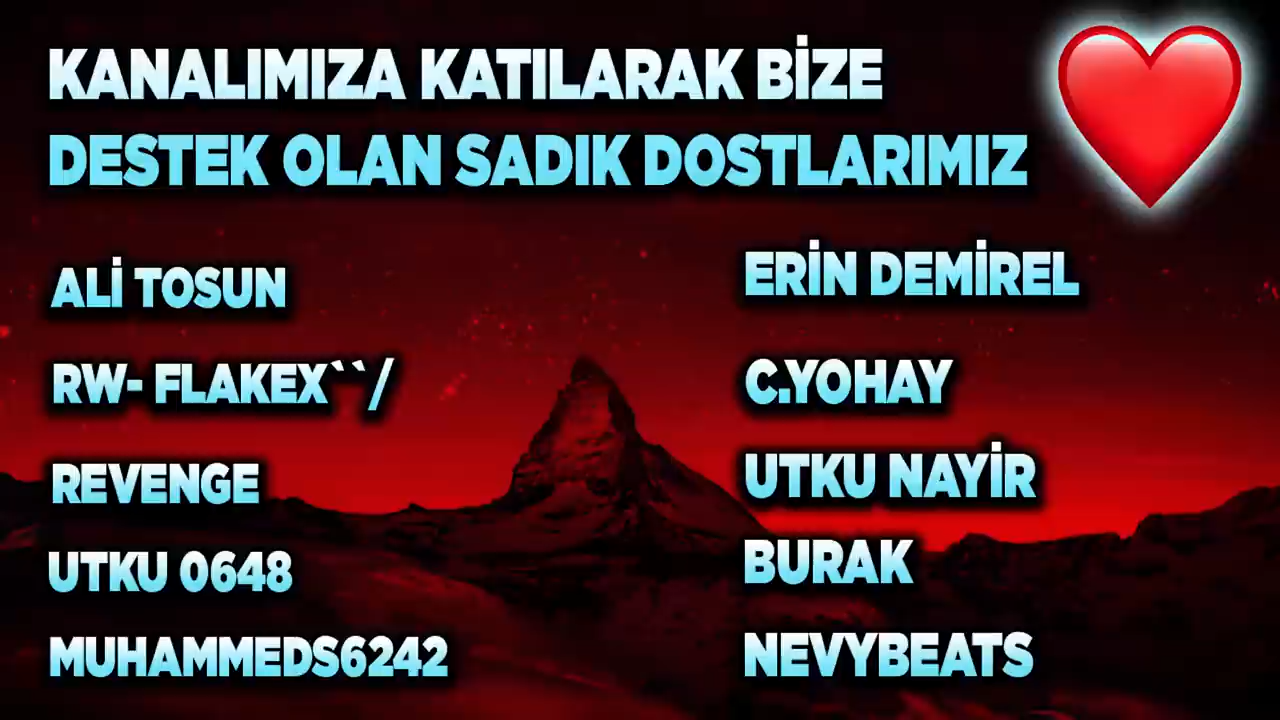 KANALIMIZA KATILARAK BİZE
DESTEK OLAN SADIK DOSTLARIMIZ
ALİ TOSUN
RW- FLAKEX``/
REVENGE
UTKU 0648
MUHAMMEDS6242
ERİN DEMİREL
C.YOHAY
UTKU NAYİR
BURAK
NEVYBEATS